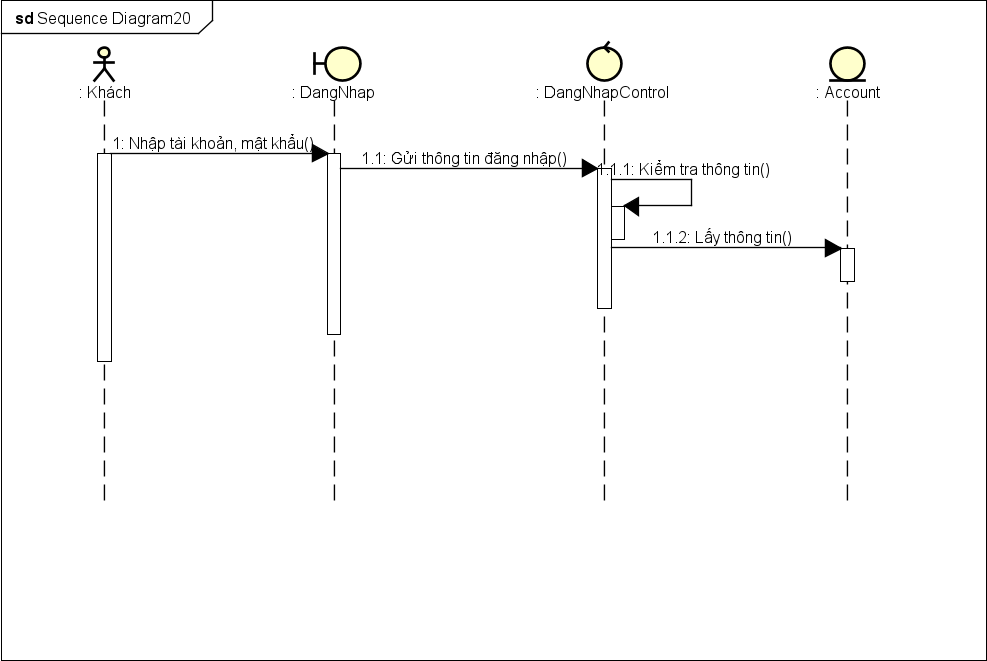 sd Sequence Diagram20
: Khách
: DangNhap
: DangNhapControl
: Account
1: Nhập tài khoản, mật khẩu()
1.1: Gửi thông tin đăng nhập()
1.1.1: Kiểm tra thông tin()
1.1.2: Lấy thông tin()